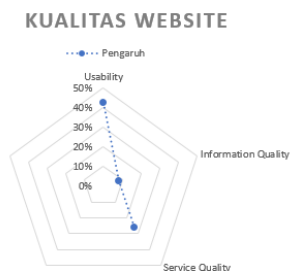 KUALITAS WEBSITE
Pengaruh
Usability
50%
40%
30%
20%
10%
0%
Information Quality
Service Quality